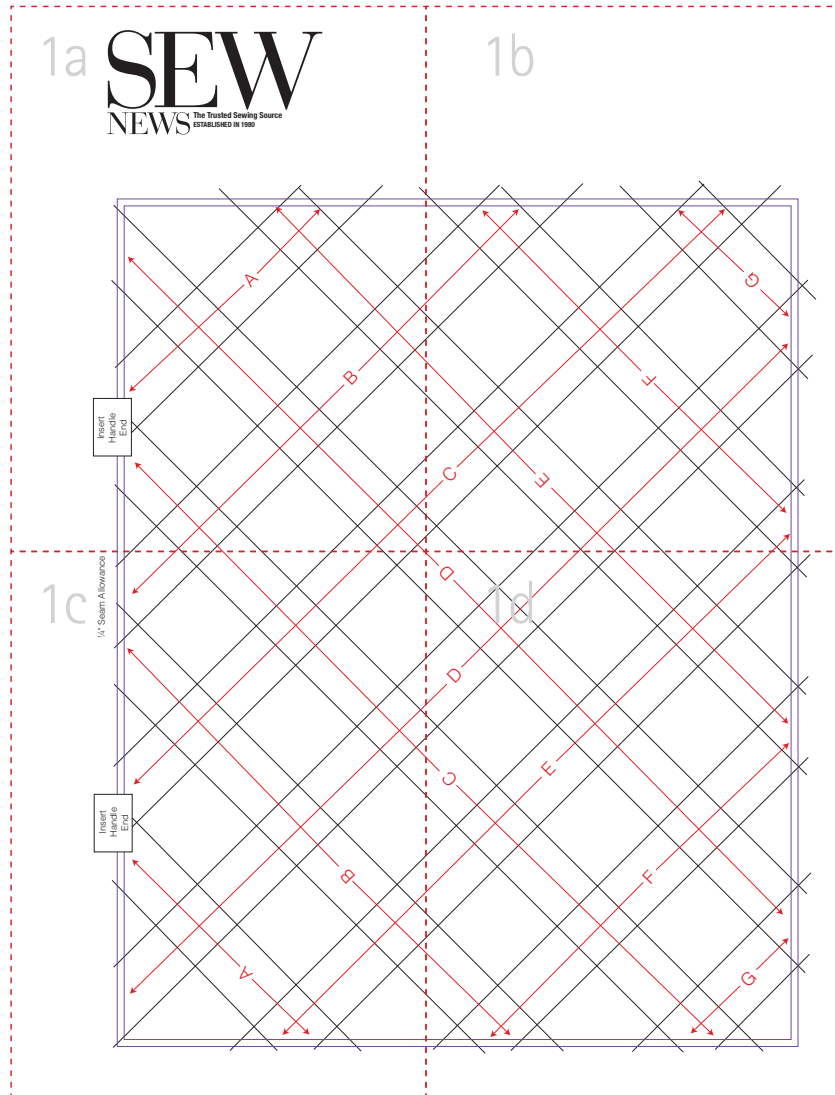 1a
SEW
NEWS
The Trusted Sewing Source
ESTABLISHED IN 1980
1b
A
G
B
F
Insert
Handle
End
C
E
D
1c
1d
¼" Seam Allowance
D
C
E
Insert
Handle
End
B
F
A
G